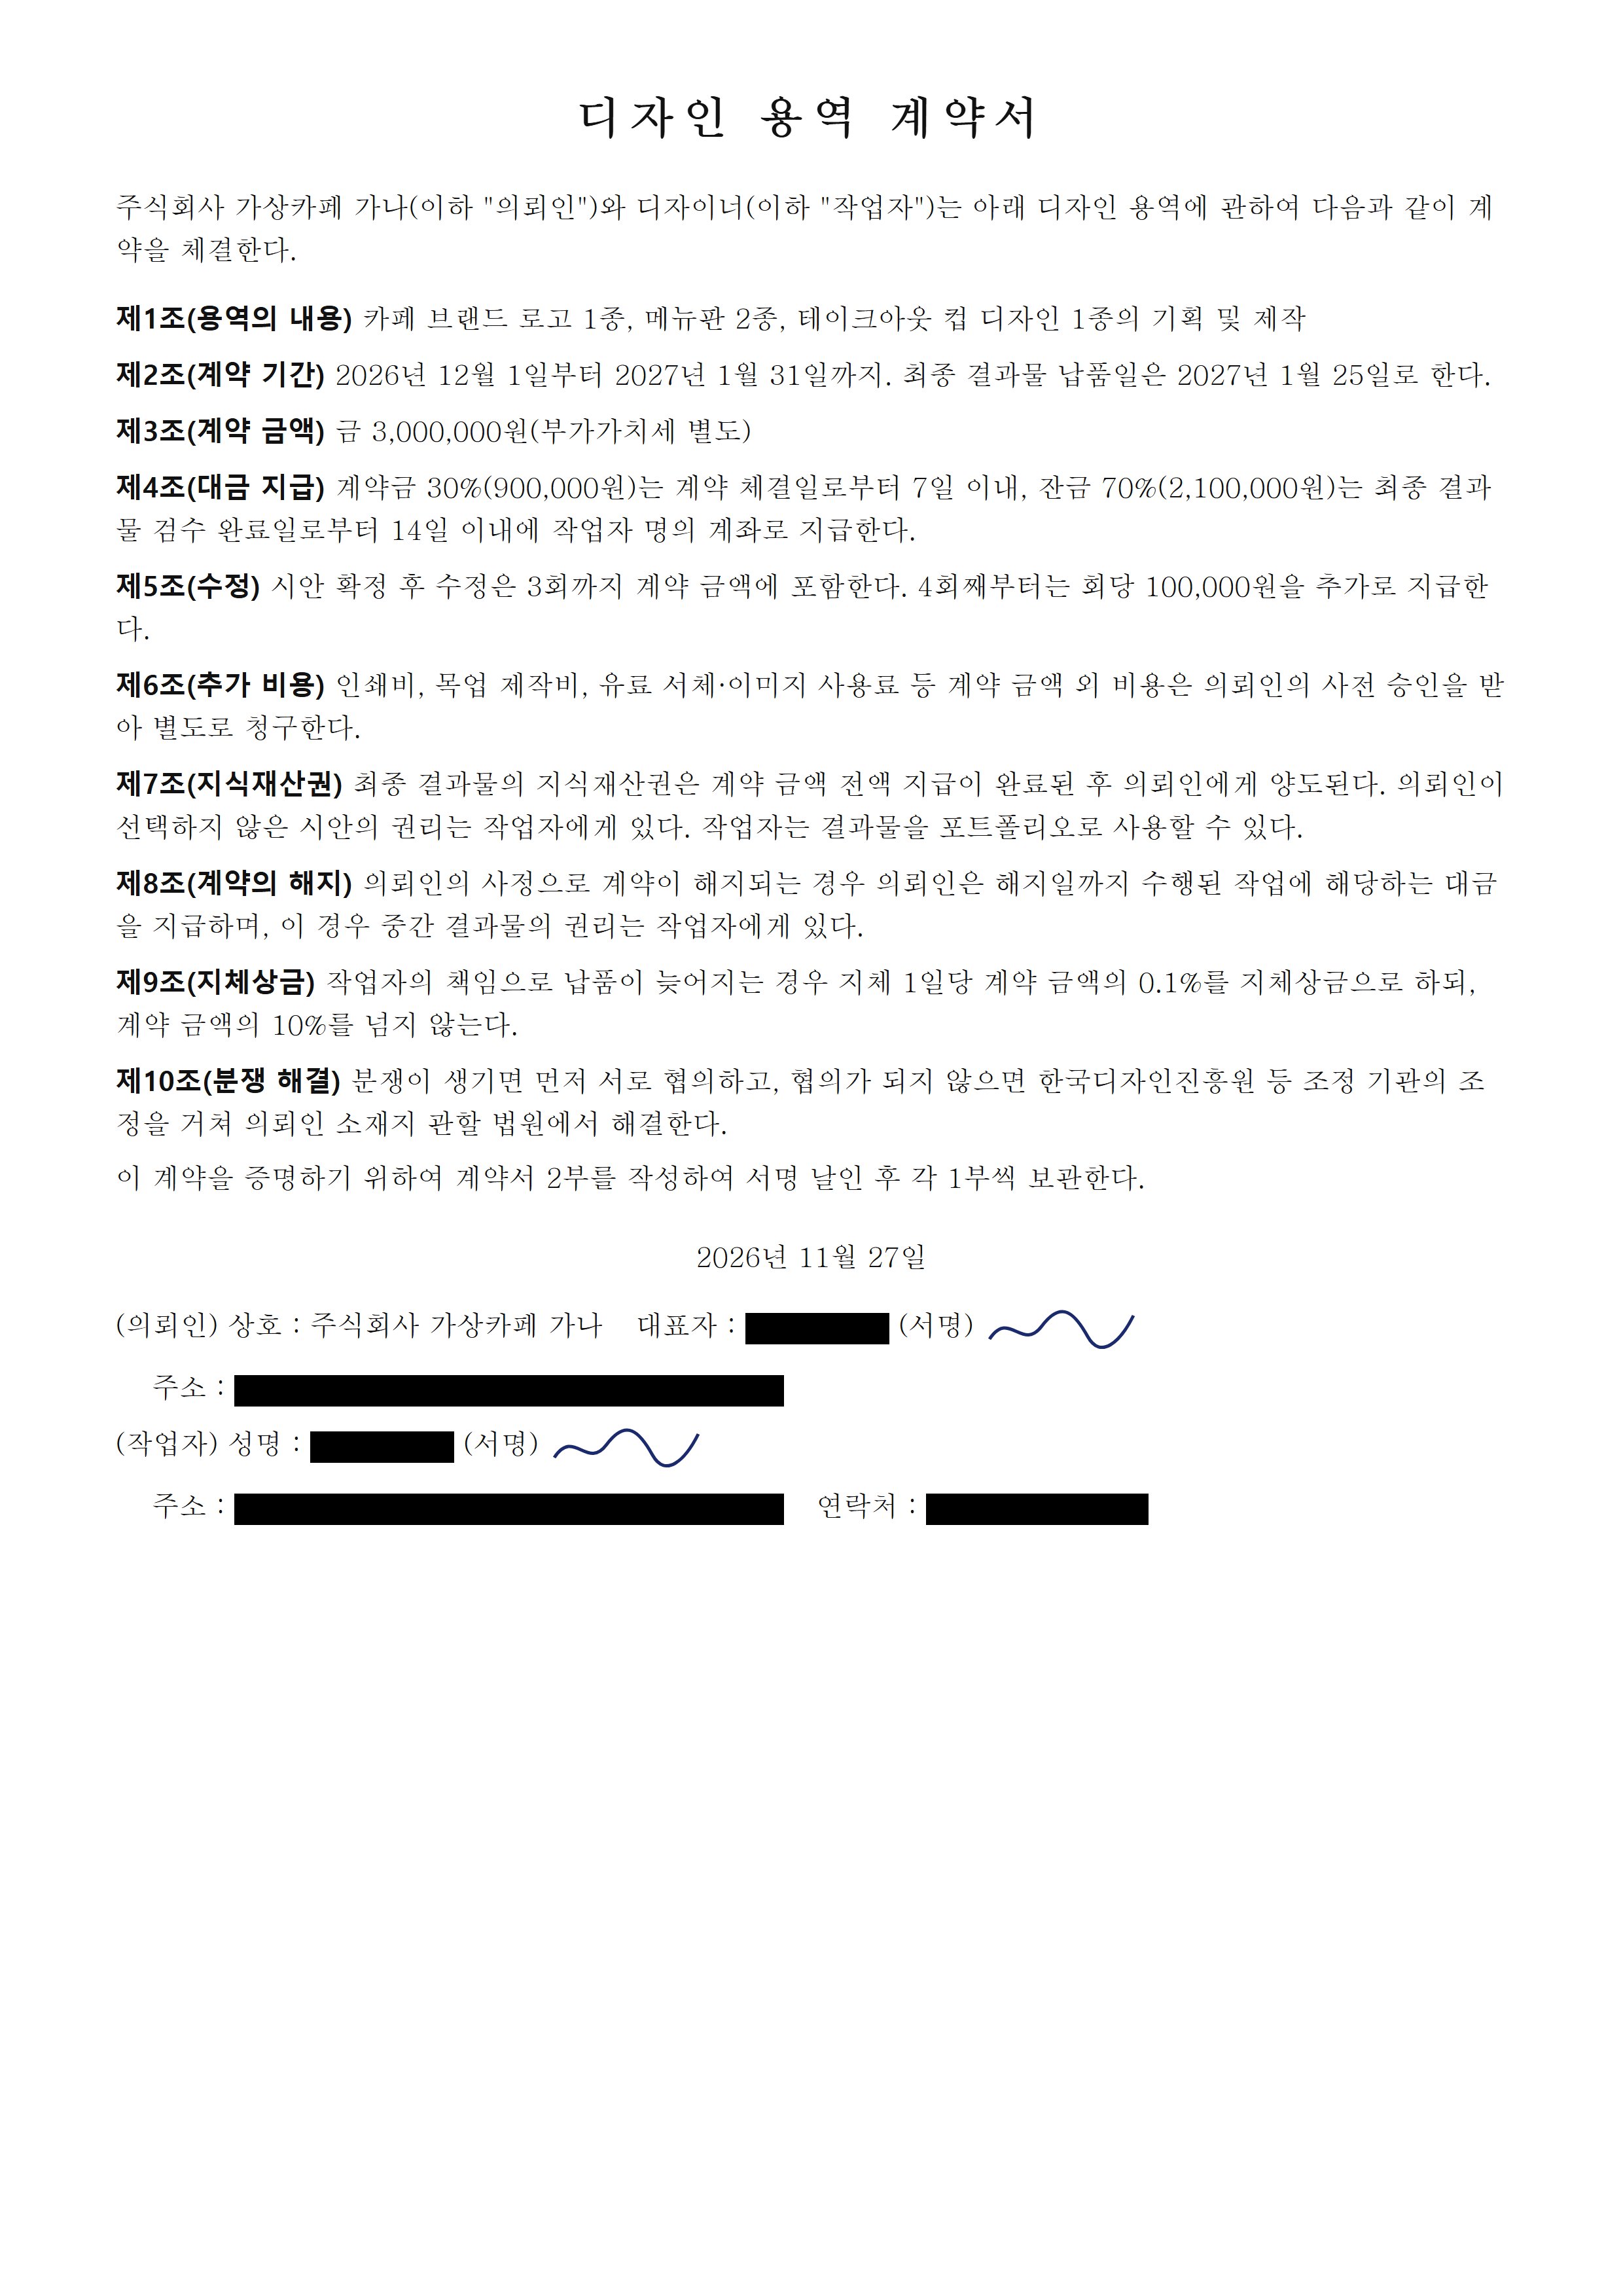 디자인 용역 계약서
주식회사 가상카페 가나(이하 "의뢰인")와 디자이너(이하 "작업자")는 아래 디자인 용역에 관하여 다음과 같이 계
약을 체결한다.
제1조(용역의 내용) 카페 브랜드 로고 1종, 메뉴판 2종, 테이크아웃 컵 디자인 1종의 기획 및 제작
제2조(계약 기간) 2026년 12월 1일부터 2027년 1월 31일까지. 최종 결과물 납품일은 2027년 1월 25일로 한다.
제3조(계약 금액) 금 3,000,000원(부가가치세 별도)
제4조(대금 지급) 계약금 30%(900,000원)는 계약 체결일로부터 7일 이내, 잔금 70%(2,100,000원)는 최종 결과
물 검수 완료일로부터 14일 이내에 작업자 명의 계좌로 지급한다.
제5조(수정) 시안 확정 후 수정은 3회까지 계약 금액에 포함한다. 4회째부터는 회당 100,000원을 추가로 지급한
다.
제6조(추가 비용) 인쇄비, 목업 제작비, 유료 서체·이미지 사용료 등 계약 금액 외 비용은 의뢰인의 사전 승인을 받
아 별도로 청구한다.
제7조(지식재산권) 최종 결과물의 지식재산권은 계약 금액 전액 지급이 완료된 후 의뢰인에게 양도된다. 의뢰인이
선택하지 않은 시안의 권리는 작업자에게 있다. 작업자는 결과물을 포트폴리오로 사용할 수 있다.
제8조(계약의 해지) 의뢰인의 사정으로 계약이 해지되는 경우 의뢰인은 해지일까지 수행된 작업에 해당하는 대금
을 지급하며, 이 경우 중간 결과물의 권리는 작업자에게 있다.
제9조(지체상금) 작업자의 책임으로 납품이 늦어지는 경우 지체 1일당 계약 금액의 0.1%를 지체상금으로 하되,
계약 금액의 10%를 넘지 않는다.
제10조(분쟁 해결) 분쟁이 생기면 먼저 서로 협의하고, 협의가 되지 않으면 한국디자인진흥원 등 조정 기관의 조
정을 거쳐 의뢰인 소재지 관할 법원에서 해결한다.
이 계약을 증명하기 위하여 계약서 2부를 작성하여 서명 날인 후 각 1부씩 보관한다.
2026년 11월 27일
(의뢰인) 상호 : 주식회사 가상카페 가나 대표자 : (서명)
주소 :
(작업자) 성명 : (서명)
주소 : 연락처 :